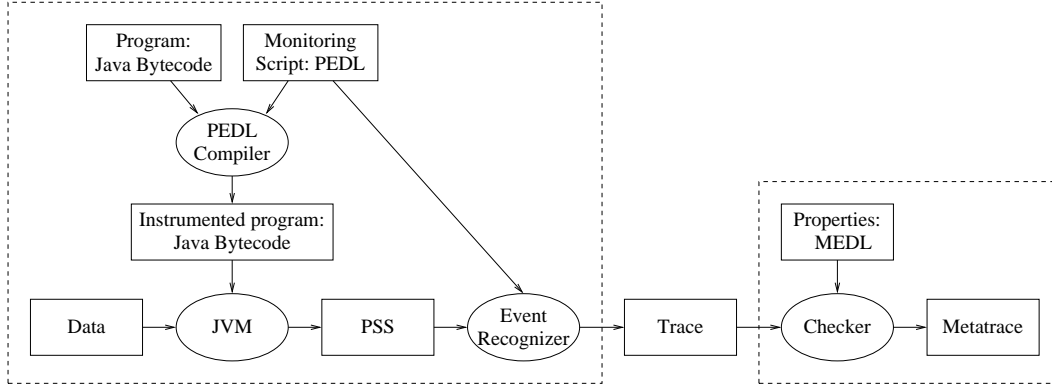 Program:
Java Bytecode
Monitoring
Script: PEDL
PEDL
Compiler
Instrumented program:
Java Bytecode
Properties:
MEDL
Data
JVM
PSS
Event
Recognizer
Trace
Checker
Metatrace